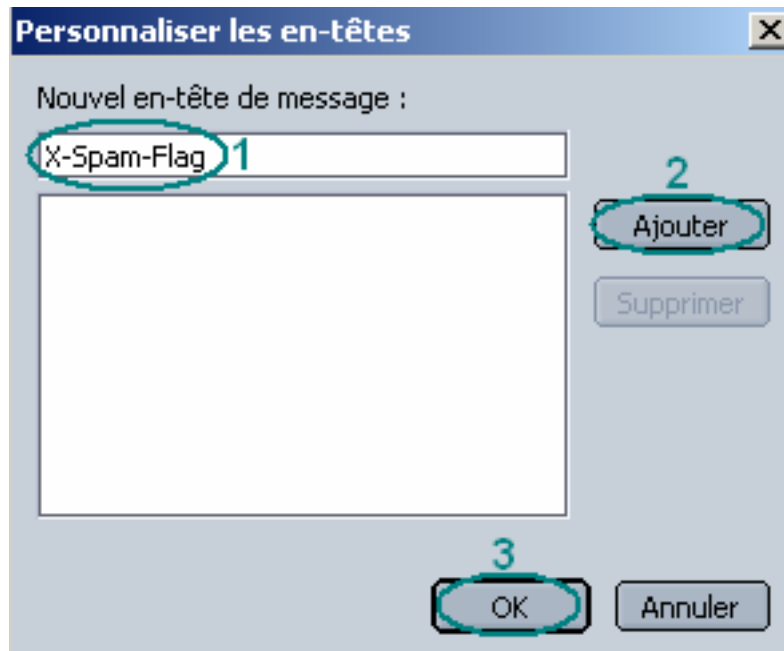 Personnaliser les en-têtes
Nouvel en-tête de message :
X-Spam-Flag 1
2
Ajouter
Supprimer
3
OK Annuler